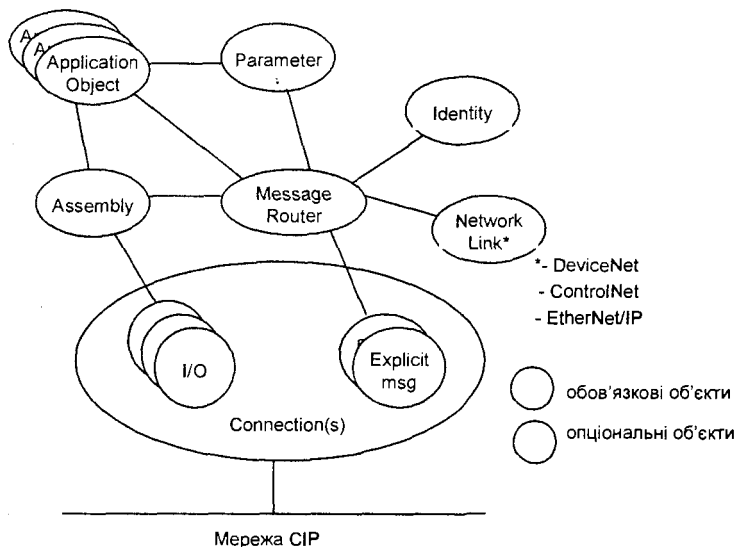 Application
Object
Parameter
Identity
Assembly
Message
Router
Network
Link*
*- DeviceNet
- ControlNet
- EtherNet/IP
I/O
Explicit
msg
Connection(s)
обов'язкові об'єкти
опціональні об'єкти
Мережа CIP